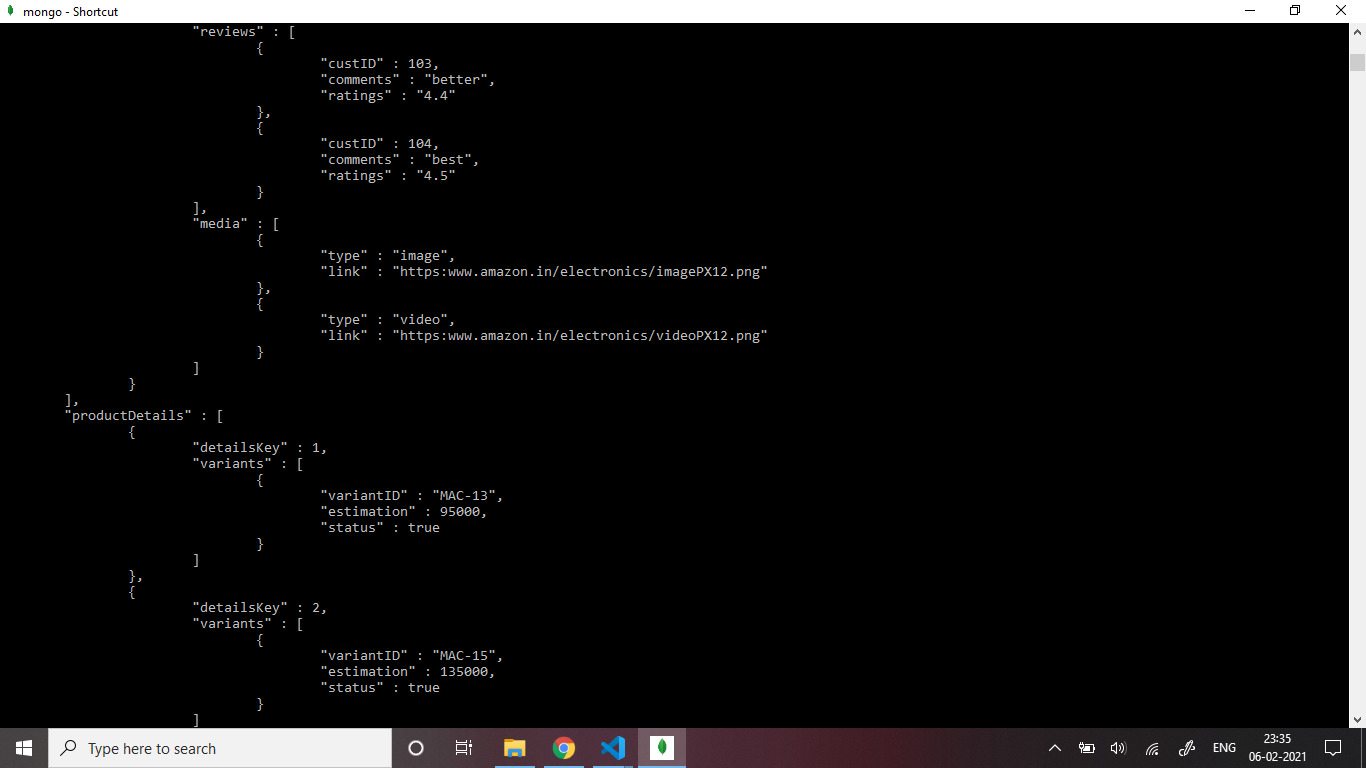 mongo - Shortcut
"reviews" : [
{
"custID" : 103,
"comments" : "better",
"ratings" : "4.4"
},
{
"custID" : 104,
"comments" : "best",
"ratings" : "4.5"
}
],
"media" : [
{
"type" : "image",
"link" : "https:www.amazon.in/electronics/imagePX12.png"
},
{
"type" : "video",
"link" : "https:www.amazon.in/electronics/videoPX12.png"
}
]
}
],
"productDetails" : [
{
"detailsKey" : 1,
"variants" : [
{
"variantID" : "MAC-13",
"estimation" : 95000,
"status" : true
}
]
},
{
"detailsKey" : 2,
"variants" : [
{
"variantID" : "MAC-15",
"estimation" : 135000,
"status" : true
}
]
Type here to search
ENG
23:35
06-02-2021